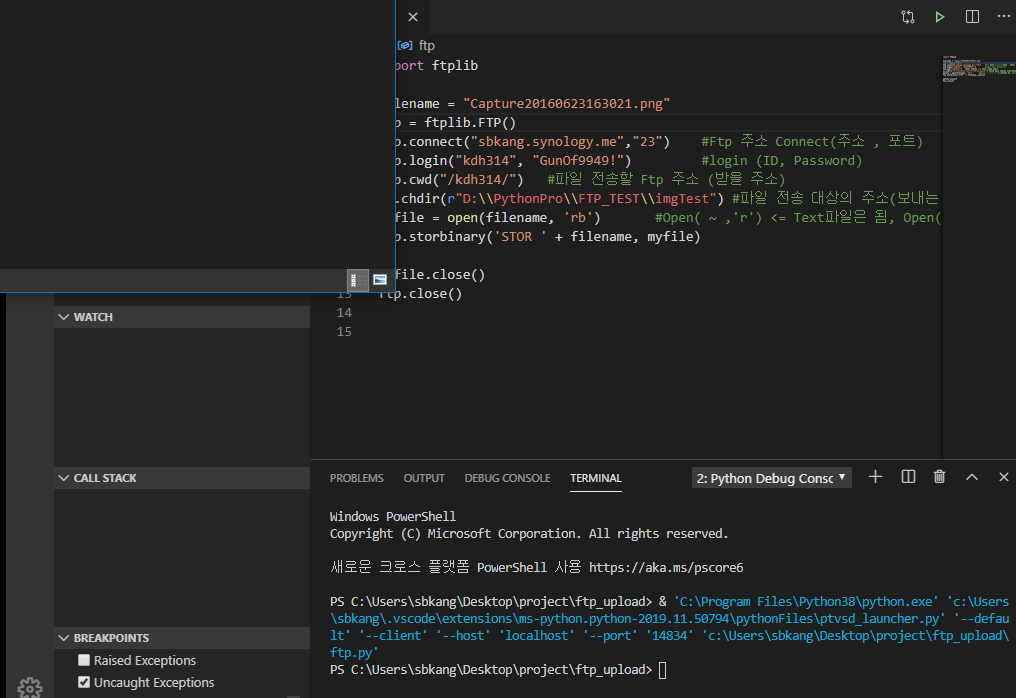 ftp
port ftplib
lename = "Capture20160623163021.png"
p = ftplib.FTP()
p.connect("sbkang.synology.me","23")    #Ftp 주소 Connect(주소 , 포트)
p.login("kdh314", "GunOf9949!")         #login (ID, Password)
p.cwd("/kdh314/")   #파일 전송할 Ftp 주소 (받을 주소)
.chdir(r"D:\\PythonPro\\FTP_TEST\\imgTest") #파일 전송 대상의 주소(보내는
file = open(filename, 'rb')       #Open( ~ ,'r') <= Text파일은 됨, Open(
p.storbinary('STOR ' + filename, myfile)
file.close()
13 ftp.close()
14
15
WATCH
CALL STACK
BREAKPOINTS
Raised Exceptions
Uncaught Exceptions
PROBLEMS OUTPUT DEBUG CONSOLE TERMINAL 2: Python Debug Consc
Windows PowerShell
Copyright (C) Microsoft Corporation. All rights reserved.
새로운 크로스 플랫폼 PowerShell 사용 https://aka.ms/pscore6
PS C:\Users\sbkang\Desktop\project\ftp_upload> & 'C:\Program Files\Python38\python.exe' 'c:\Users
\sbkang\.vscode\extensions\ms-python.python-2019.11.50794\pythonFiles\ptvsd_launcher.py' '--defau
lt' '--client' '--host' 'localhost' '--port' '14834' 'c:\Users\sbkang\Desktop\project\ftp_upload\
ftp.py'
PS C:\Users\sbkang\Desktop\project\ftp_upload>